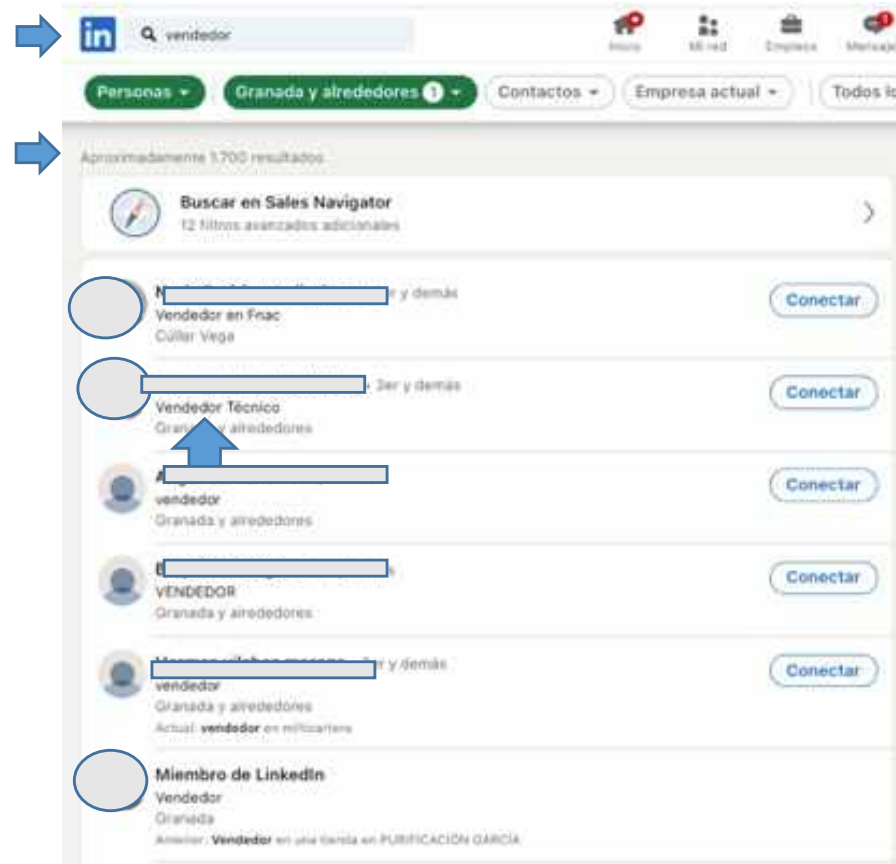 in vendedor
Inicio Mi red Empleos Mensajes
Personas Granada y alrededores 1 Contactos Empresa actual Todos lo
Aproximadamente 1.700 resultados
Buscar en Sales Navigator
12 filtros avanzados adicionales
y demás
Conectar
Vendedor en Fnac
Cúllar Vega
3er y demás
Conectar
Vendedor Técnico
Granada y alrededores
Conectar
vendedor
Granada y alrededores
Conectar
VENDEDOR
Granada y alrededores
y demás
Conectar
vendedor
Granada y alrededores
Actual: vendedor en
Miembro de LinkedIn
Vendedor
Granada
Anterior: Vendedor en una tienda en PURIFICACIÓN GARCÍA